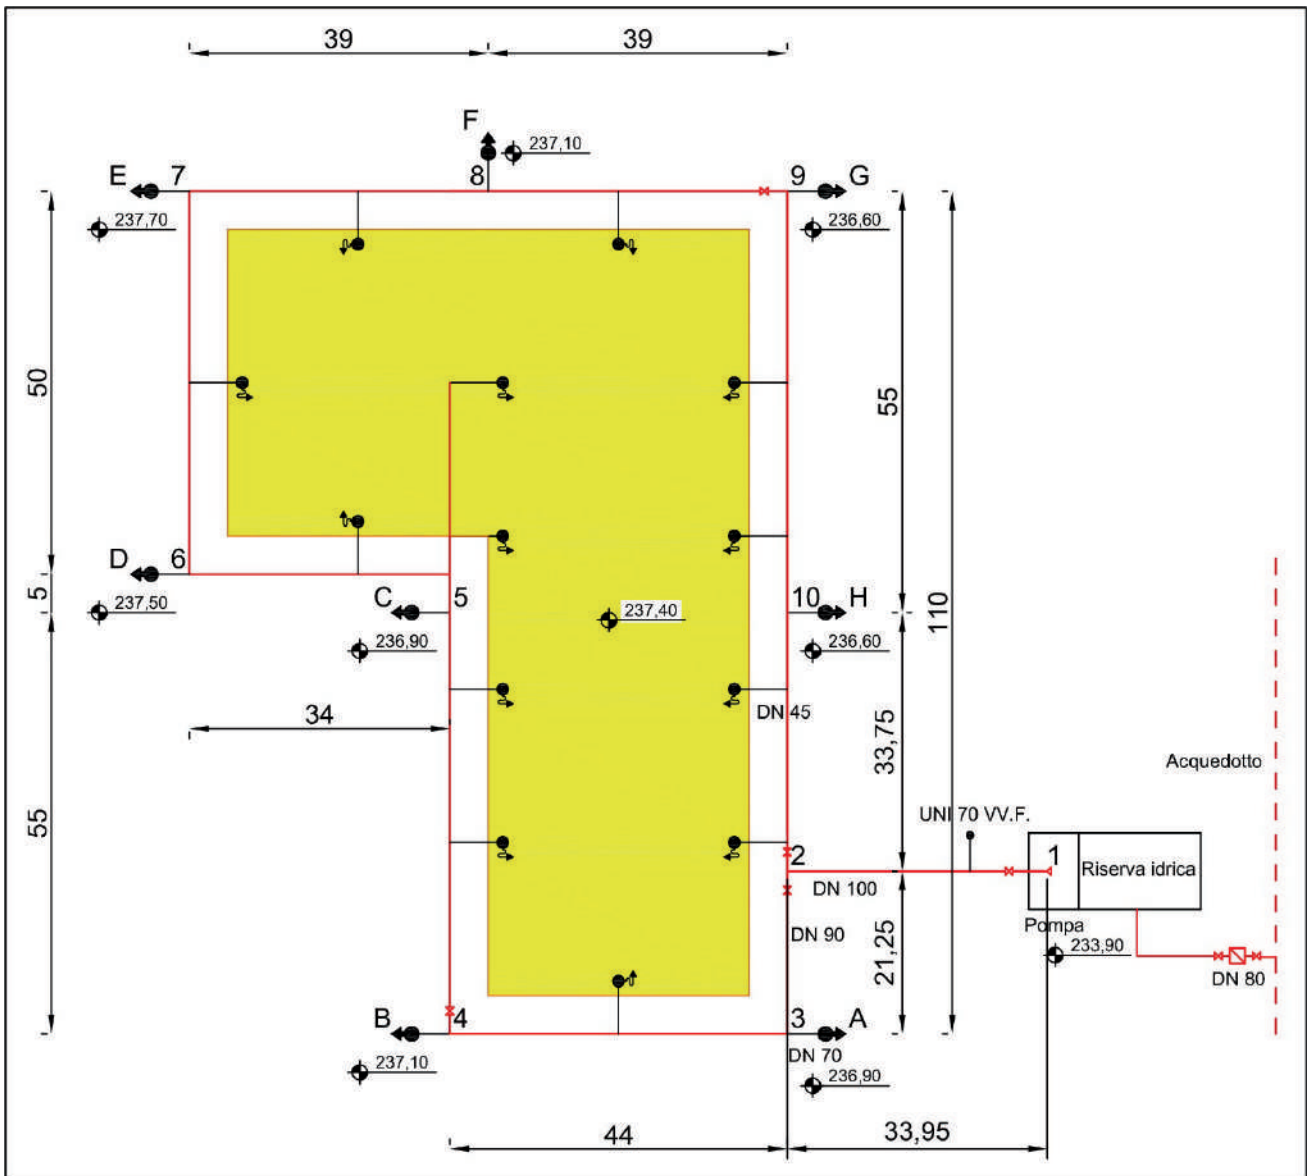 39
39
F
237,10
E
7
8
9
G
237,70
236,60
50
55
110
D
6
5
C
5
10
H
237,50
237,40
236,90
236,60
34
DN 45
33,75
Acquedotto
55
UNI 70 VV.F.
2
1
Riserva idrica
DN 100
Pompa
DN 90
21,25
233,90
DN 80
B
4
3
A
DN 70
237,10
236,90
44
33,95